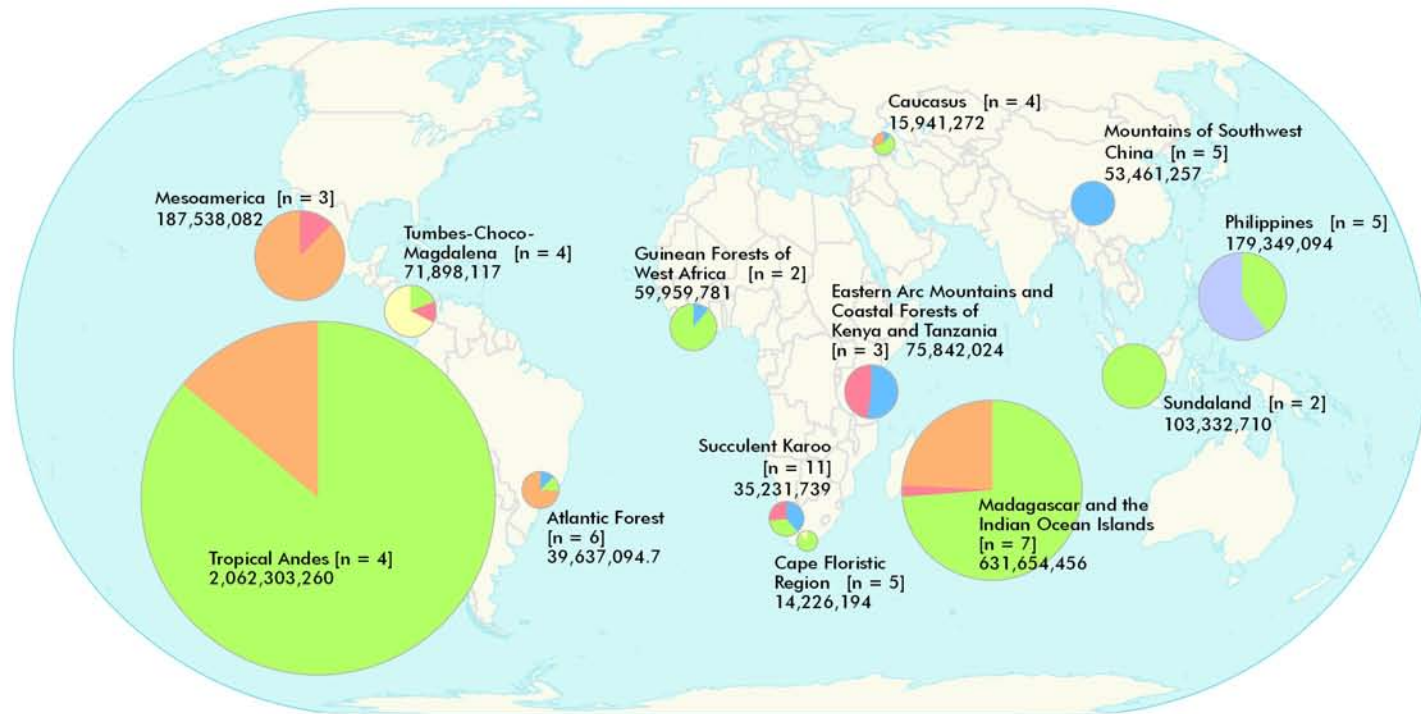 Caucasus [n = 4]
15,941,272
Mountains of Southwest
China [n = 5]
53,461,257
Mesoamerica [n = 3]
187,538,082
Tumbes-Choco-
Magdalena [n = 4]
71,898,117
Guinean Forests of
West Africa [n = 2]
59,959,781
Philippines [n = 5]
179,349,094
Eastern Arc Mountains and
Coastal Forests of
Kenya and Tanzania
[n = 3] 75,842,024
Sundaland [n = 2]
103,332,710
Succulent Karoo
[n = 11]
35,231,739
Madagascar and the
Indian Ocean Islands
[n = 7]
631,654,456
Atlantic Forest
[n = 6]
39,637,094.7
Tropical Andes [n = 4]
2,062,303,260
Cape Floristic
Region [n = 5]
14,226,194